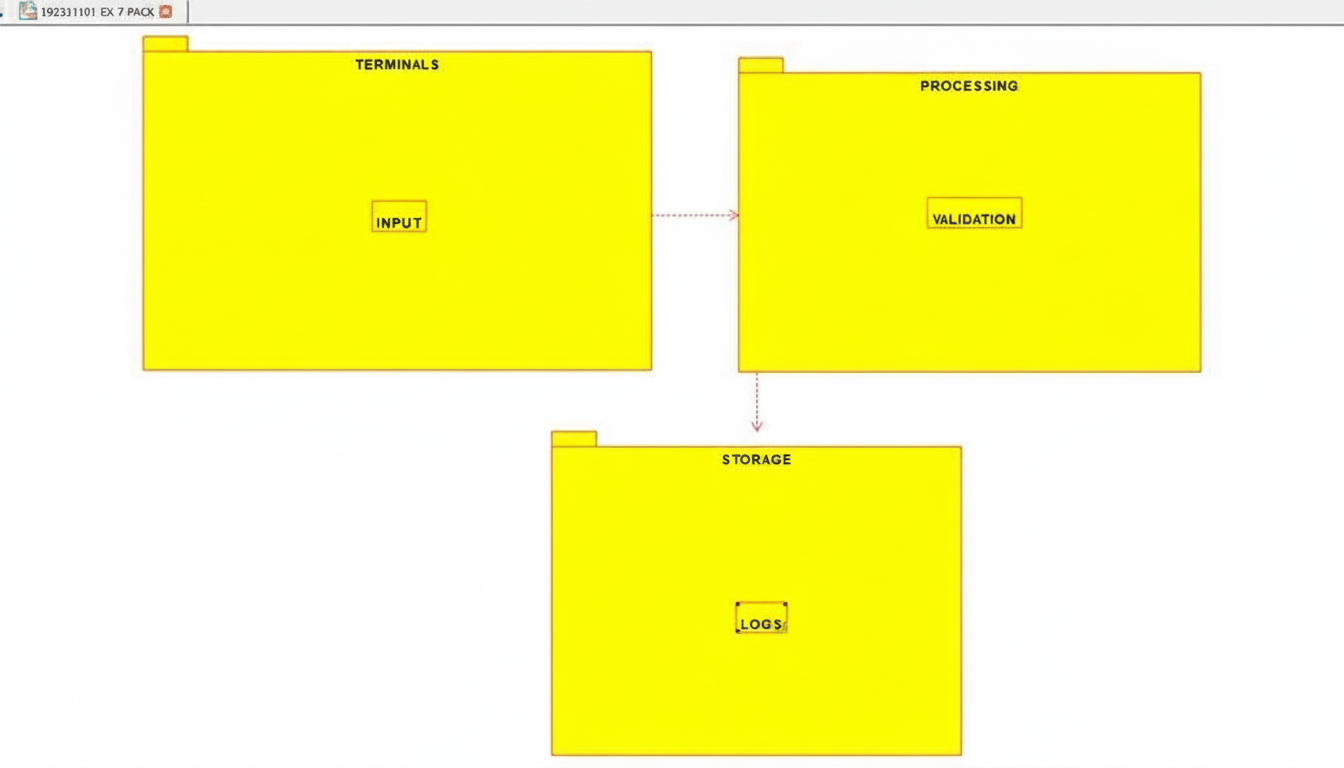 192311101 EX 7 PACK
TERMINALS
PROCESSING
INPUT
VALIDATION
STORAGE
LOGS